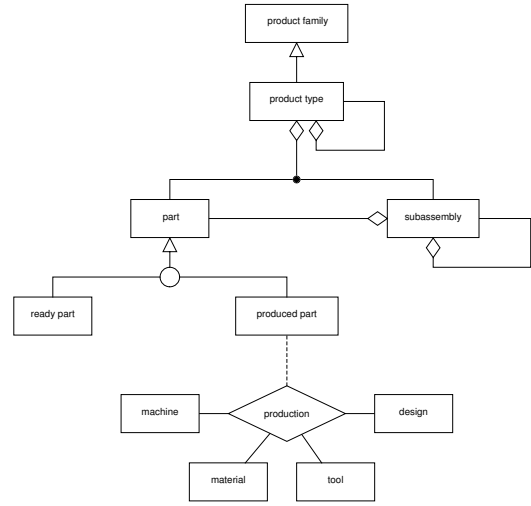 product family
product type
part
subassembly
ready part
produced part
machine
production
design
material
tool